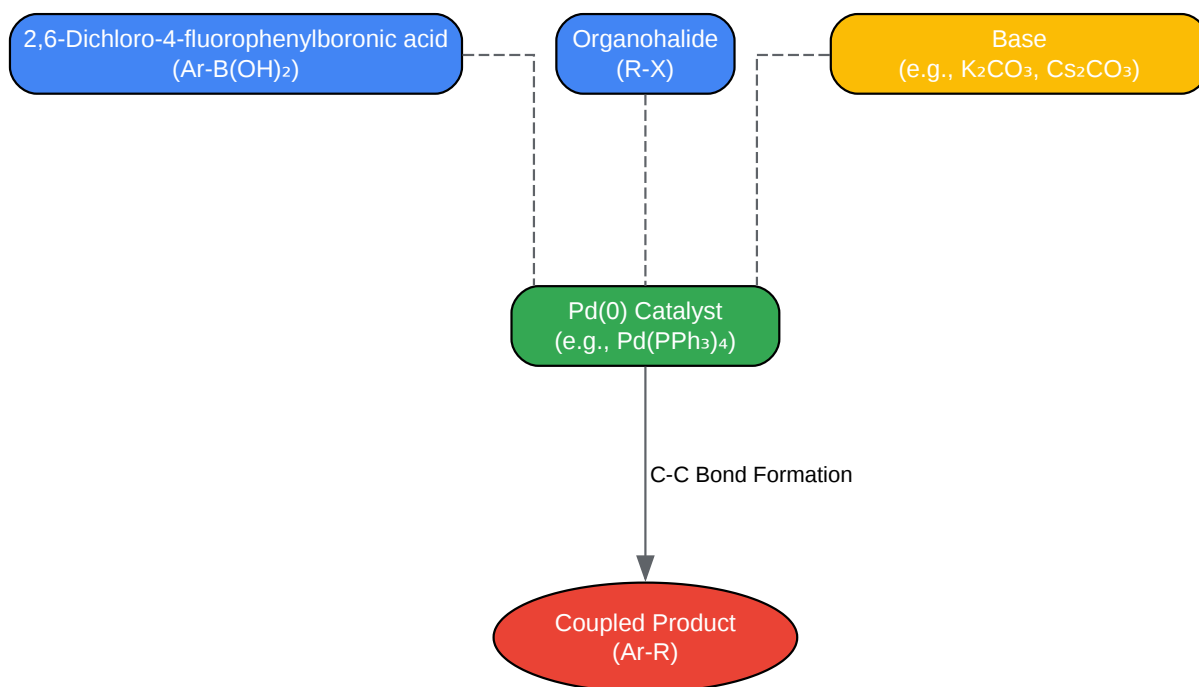 2,6-Dichloro-4-fluorophenylboronic acid
(Ar-B(OH)₂)
Organohalide
(R-X)
Base
(e.g., K₂CO₃, Cs₂CO₃)
Pd(0) Catalyst
(e.g., Pd(PPh₃)₄)
C-C Bond Formation
Coupled Product
(Ar-R)